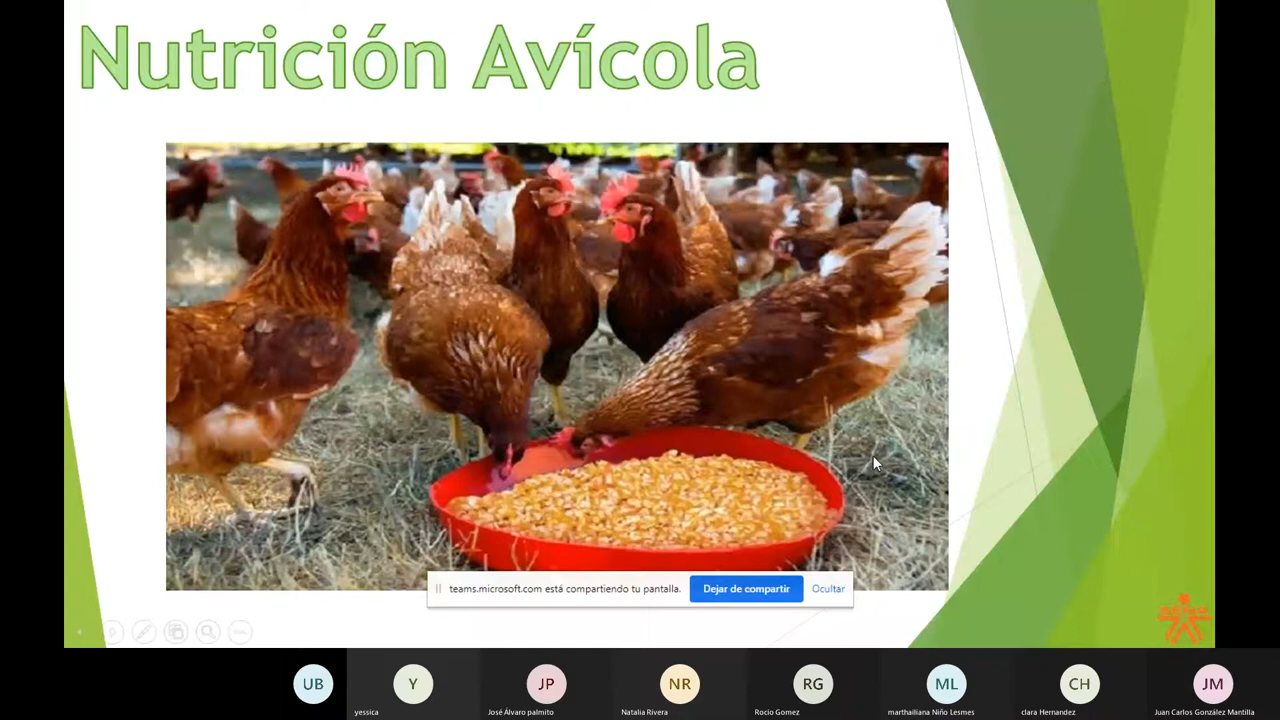 Nutrición Avícola
teams.microsoft.com está compartiendo tu pantalla.
Dejar de compartir
Ocultar
UB
Y
JP
NR
RG
ML
CH
JM
yessica
José Álvaro palmito
Natalia Rivera
Rocio Gomez
marthailiana Niño Lesmes
clara Hernandez
Juan Carlos González Mantilla